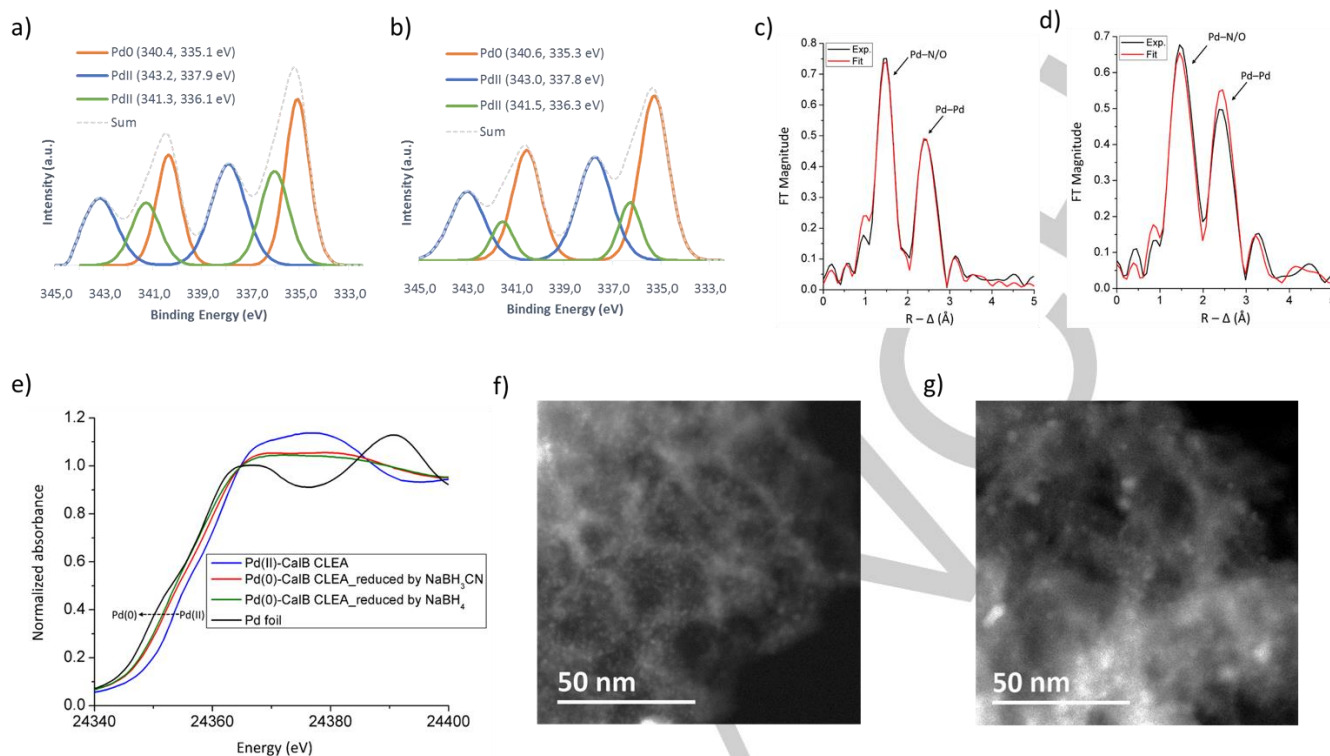 a)
Pd0 (340.4, 335.1 eV)
PdII (343.2, 337.9 eV)
PdII (341.3, 336.1 eV)
Sum
Intensity (a.u.)
345,0 343,0 341,0 339,0 337,0 335,0 333,0
Binding Energy (eV)
b)
Pd0 (340.6, 335.3 eV)
PdII (343.0, 337.8 eV)
PdII (341.5, 336.3 eV)
Sum
Intensity (a.u.)
345,0 343,0 341,0 339,0 337,0 335,0 333,0
Binding Energy (eV)
c)
Exp.
Fit
Pd–N/O
Pd–Pd
FT Magnitude
0.8
0.7
0.6
0.5
0.4
0.3
0.2
0.1
0.0
0 1 2 3 4 5
R – Δ (Å)
d)
Exp.
Fit
Pd–N/O
Pd–Pd
FT Magnitude
0.7
0.6
0.5
0.4
0.3
0.2
0.1
0.0
0 1 2 3 4
R – Δ (Å)
e)
Normalized absorbance
1.2
1.0
0.8
0.6
0.4
0.2
0.0
Pd(0) Pd(II)
Pd(II)-CalB CLEA
Pd(0)-CalB CLEA_reduced by NaBH₃CN
Pd(0)-CalB CLEA_reduced by NaBH₄
Pd foil
24340 24360 24380 24400
Energy (eV)
f)
50 nm
g)
50 nm